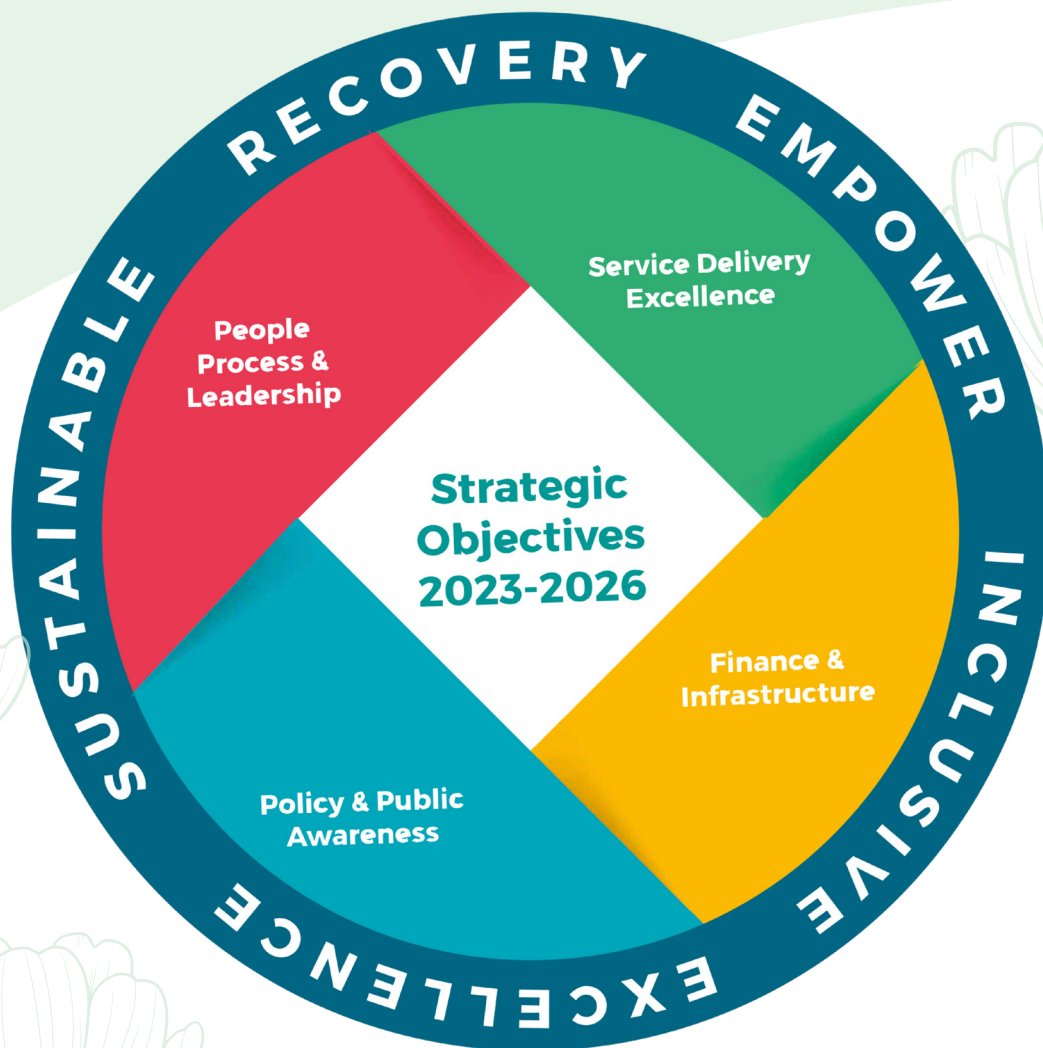 RECOVERY EMPOWER INCLUSIVE EXCELLENCE SUSTAINABLE
Service Delivery
Excellence
People
Process &
Leadership
Strategic
Objectives
2023-2026
Finance &
Infrastructure
Policy & Public
Awareness